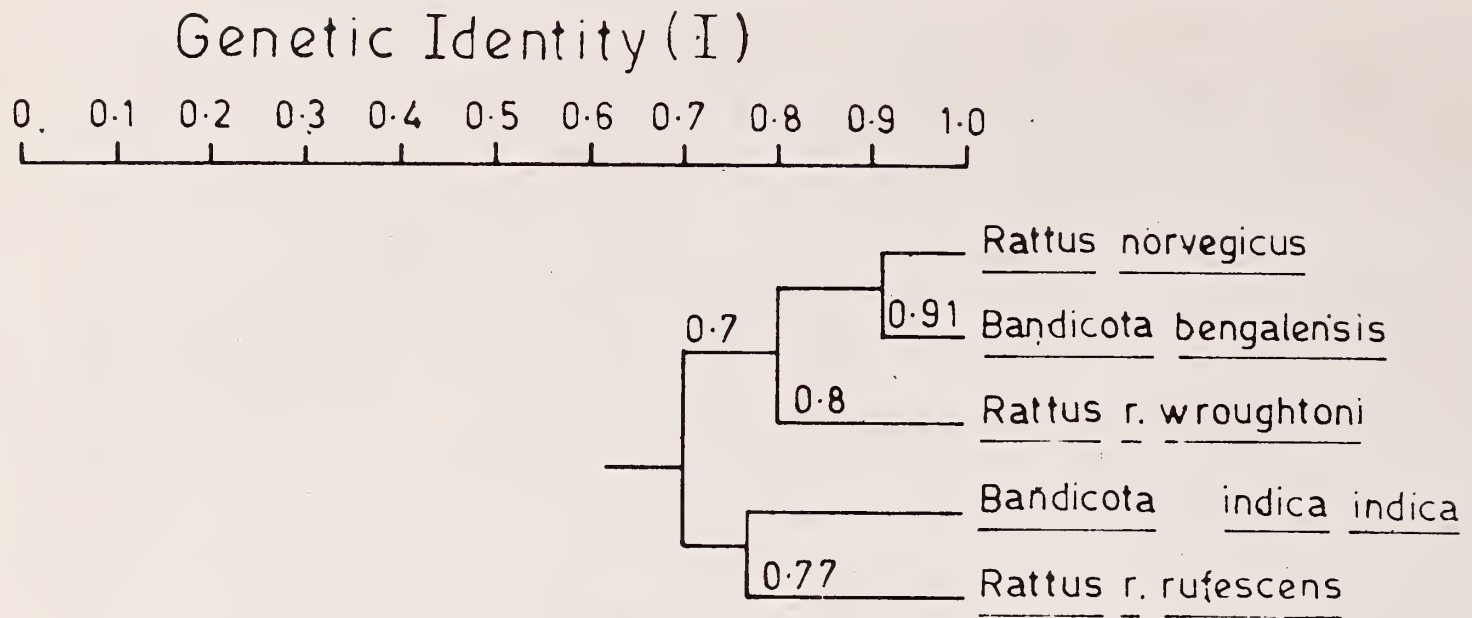 Genetic Identity (I)
0. 0·1 0·2 0·3 0·4 0·5 0·6 0·7 0·8 0·9 1·0
Rattus norvegicus
0·91 Bandicota bengalensis
0·7
0·8 Rattus r. wroughtoni
Bandicota indica indica
0·77 Rattus r. rufescens